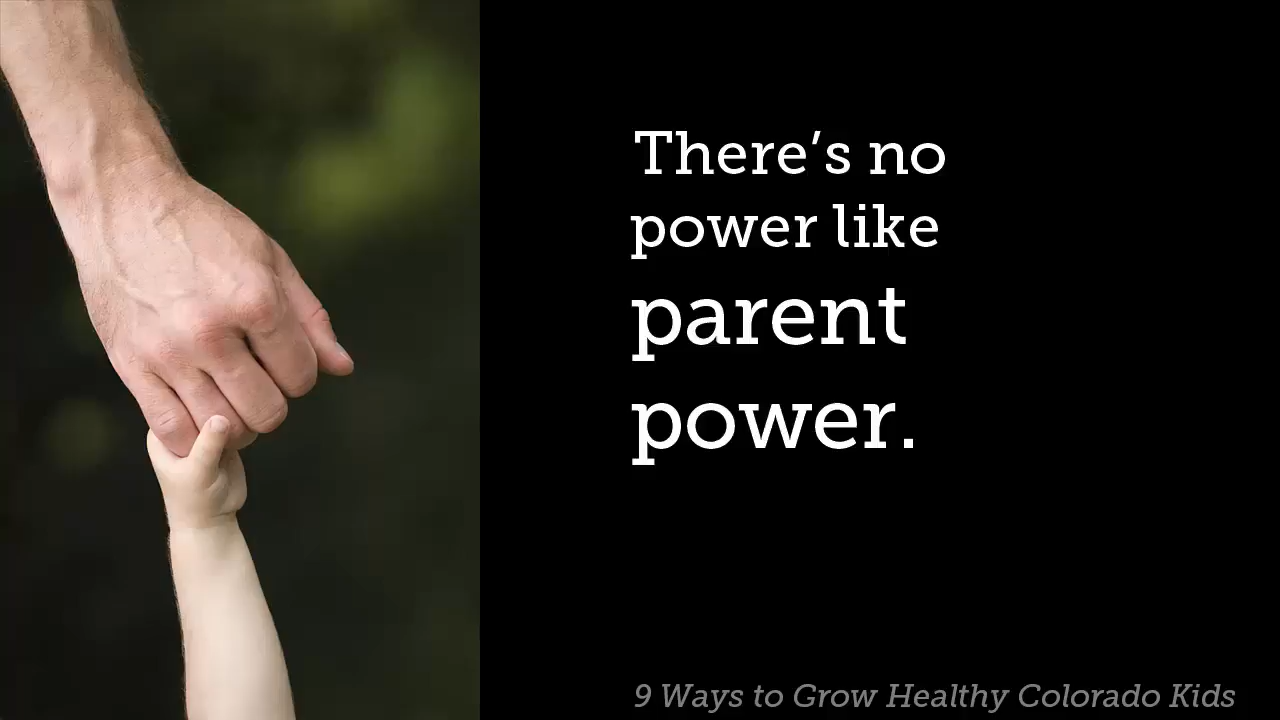 There’s no
power like
parent
power.
9 Ways to Grow Healthy Colorado Kids